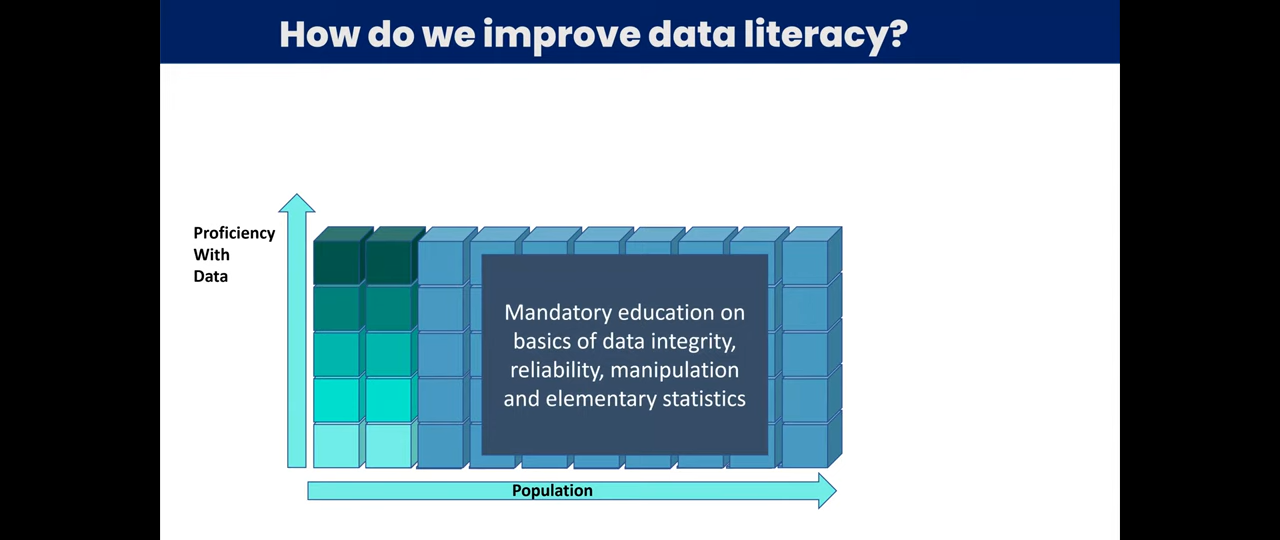 How do we improve data literacy?
Proficiency
With
Data
Mandatory education on
basics of data integrity,
reliability, manipulation
and elementary statistics
Population